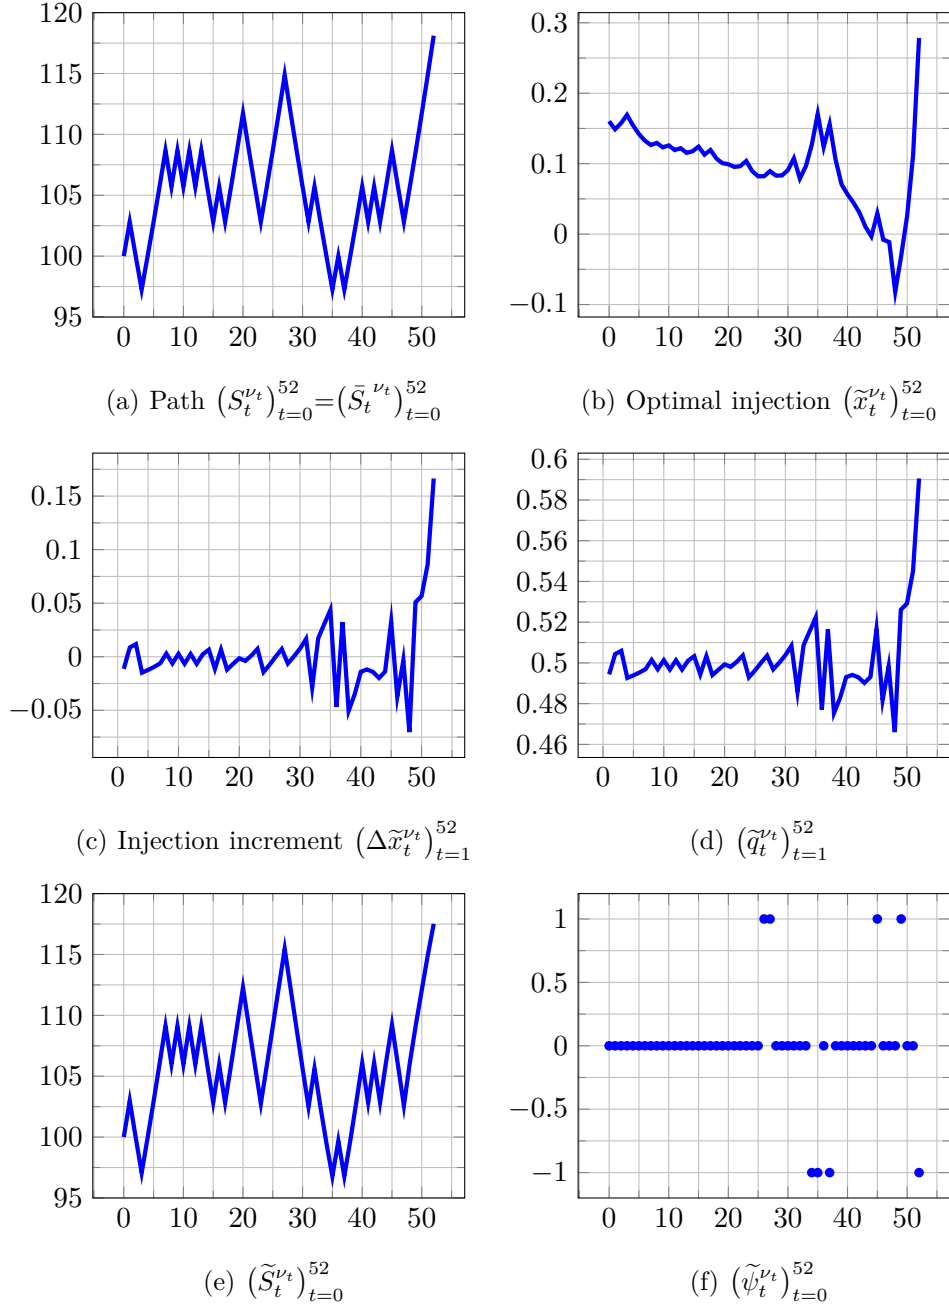 120
115
110
105
100
95
0 10 20 30 40 50
(a) Path (S_t^{ν_t})_{t=0}^{52}=(S̄_t^{ν_t})_{t=0}^{52}
0.3
0.2
0.1
0
−0.1
0 10 20 30 40 50
(b) Optimal injection (x̃_t^{ν_t})_{t=0}^{52}
0.15
0.1
0.05
0
−0.05
0 10 20 30 40 50
(c) Injection increment (Δx̃_t^{ν_t})_{t=1}^{52}
0.6
0.58
0.56
0.54
0.52
0.5
0.48
0.46
0 10 20 30 40 50
(d) (q̃_t^{ν_t})_{t=1}^{52}
120
115
110
105
100
95
0 10 20 30 40 50
(e) (S̃_t^{ν_t})_{t=0}^{52}
1
0.5
0
−0.5
−1
0 10 20 30 40 50
(f) (ψ̃_t^{ν_t})_{t=0}^{52}